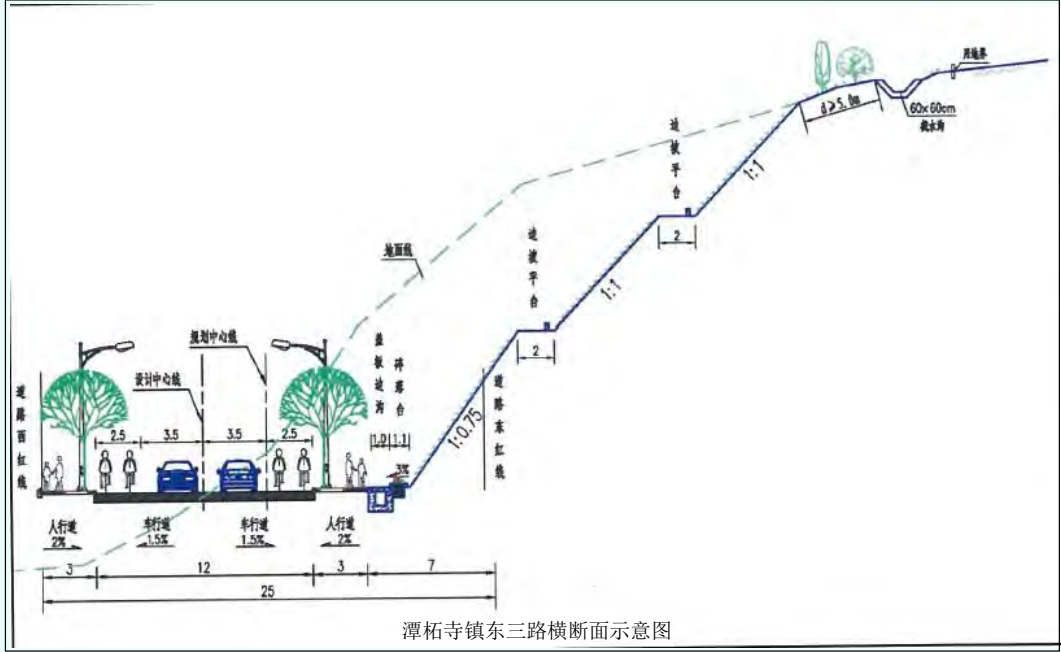 用地界
d≥5.0m
60×60cm
截水沟
边坡平台
1:1
2
边坡平台
地面线
1:1
2
规划中心线
盖板边沟
碎落台
设计中心线
道路西红线
道路东红线
2.5
3.5
3.5
2.5
1.0
1.1
1:0.75
3%
人行道
2%
车行道
1.5%
车行道
1.5%
人行道
2%
3
12
3
7
25
潭柘寺镇东三路横断面示意图